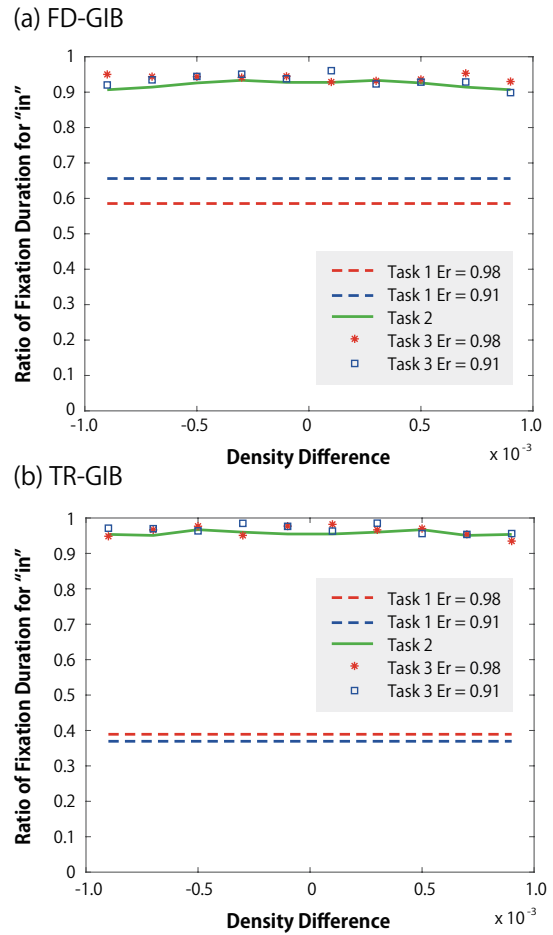 (a) FD-GIB
1
0.9
0.8
0.7
0.6
0.5
0.4
0.3
0.2
0.1
0
Ratio of Fixation Duration for “in”
Task 1 Er = 0.98
Task 1 Er = 0.91
Task 2
Task 3 Er = 0.98
Task 3 Er = 0.91
-1.0 -0.5 0 0.5 1.0
x 10⁻³
Density Difference
(b) TR-GIB
1
0.9
0.8
0.7
0.6
0.5
0.4
0.3
0.2
0.1
0
Ratio of Fixation Duration for “in”
Task 1 Er = 0.98
Task 1 Er = 0.91
Task 2
Task 3 Er = 0.98
Task 3 Er = 0.91
-1.0 -0.5 0 0.5 1.0
x 10⁻³
Density Difference